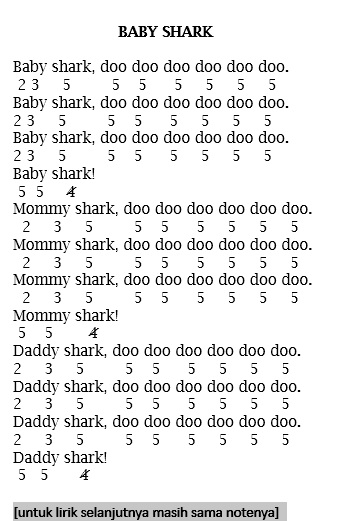 BABY SHARK
Baby shark, doo doo doo doo doo doo.
2 3 5 5 5 5 5 5 5
Baby shark, doo doo doo doo doo doo.
2 3 5 5 5 5 5 5 5
Baby shark, doo doo doo doo doo doo.
2 3 5 5 5 5 5 5 5
Baby shark!
5 5 4̷
Mommy shark, doo doo doo doo doo doo.
2 3 5 5 5 5 5 5 5
Mommy shark, doo doo doo doo doo doo.
2 3 5 5 5 5 5 5 5
Mommy shark, doo doo doo doo doo doo.
2 3 5 5 5 5 5 5 5
Mommy shark!
5 5 4̷
Daddy shark, doo doo doo doo doo doo.
2 3 5 5 5 5 5 5 5
Daddy shark, doo doo doo doo doo doo.
2 3 5 5 5 5 5 5 5
Daddy shark, doo doo doo doo doo doo.
2 3 5 5 5 5 5 5 5
Daddy shark!
5 5 4̷
[untuk lirik selanjutnya masih sama notenya]